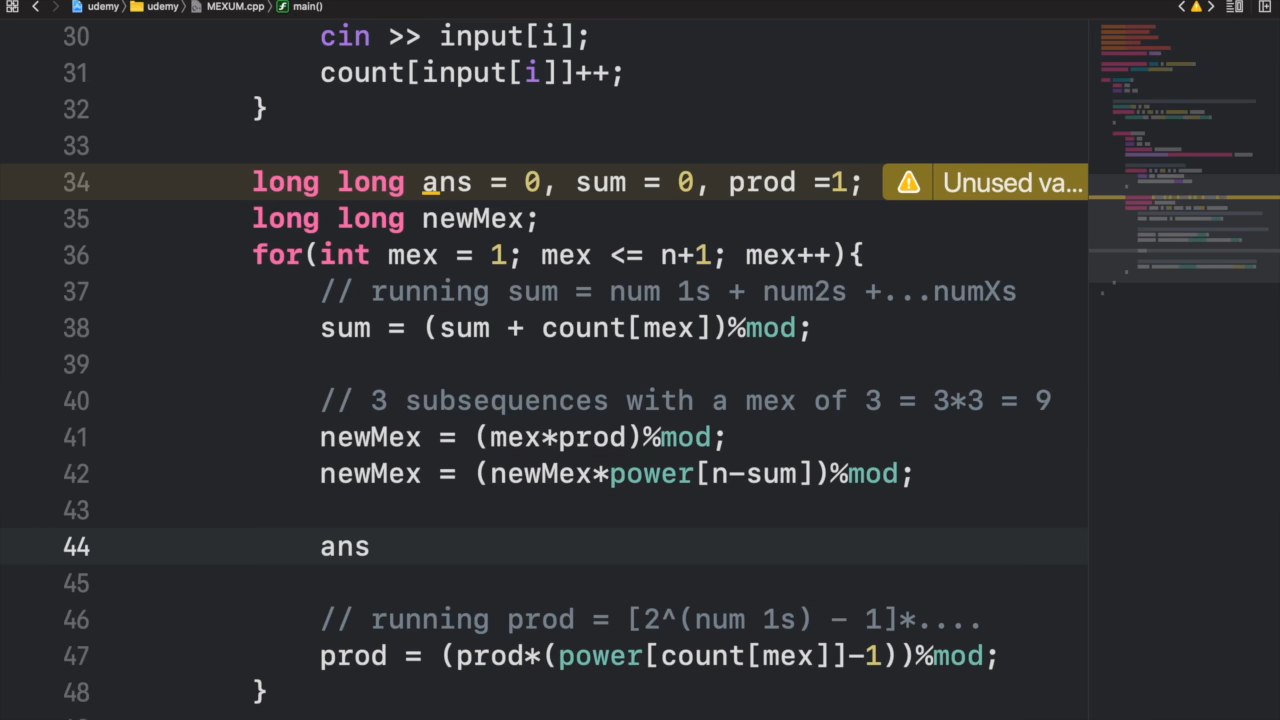 udemy udemy MEXUM.cpp main()
30 cin >> input[i];
31 count[input[i]]++;
32 }
33
34 long long ans = 0, sum = 0, prod =1; Unused va...
35 long long newMex;
36 for(int mex = 1; mex <= n+1; mex++){
37 // running sum = num 1s + num2s +...numXs
38 sum = (sum + count[mex])%mod;
39
40 // 3 subsequences with a mex of 3 = 3*3 = 9
41 newMex = (mex*prod)%mod;
42 newMex = (newMex*power[n-sum])%mod;
43
44 ans
45
46 // running prod = [2^(num 1s) - 1]*....
47 prod = (prod*(power[count[mex]]-1))%mod;
48 }